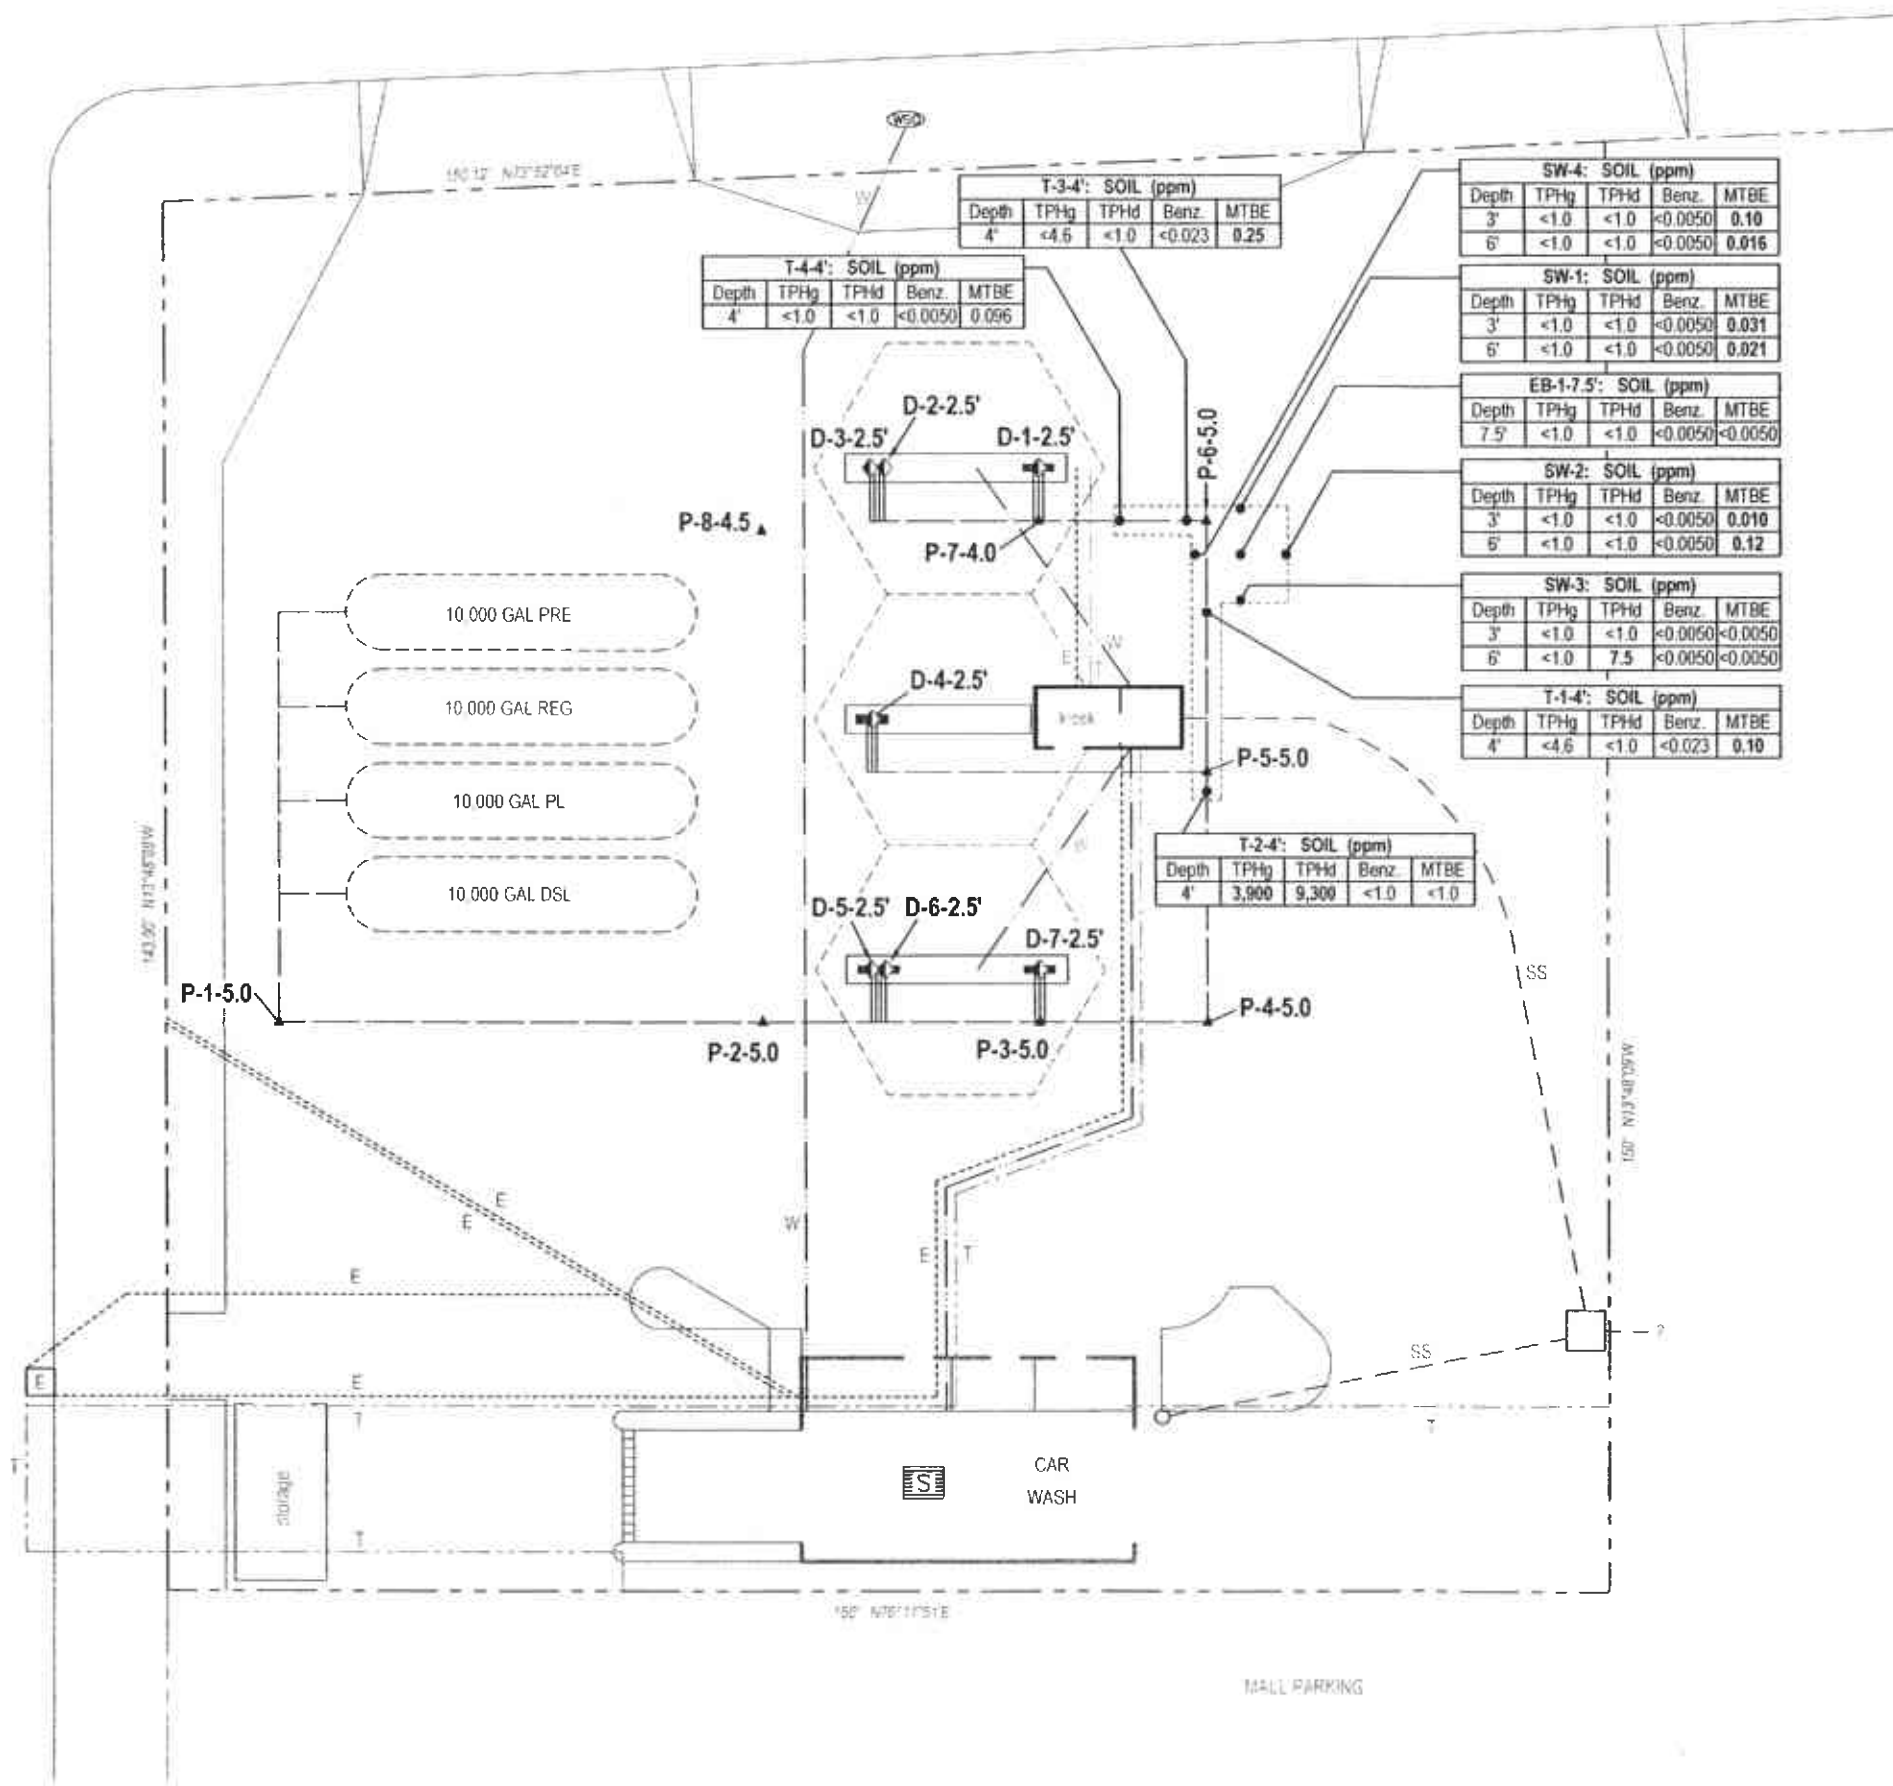 WSO
W
T-3-4': SOIL (ppm)
Depth TPHg TPHd Benz. MTBE
4' <4.6 <1.0 <0.023 0.25
T-4-4': SOIL (ppm)
Depth TPHg TPHd Benz. MTBE
4' <1.0 <1.0 <0.0050 0.096
SW-4: SOIL (ppm)
Depth TPHg TPHd Benz. MTBE
3' <1.0 <1.0 <0.0050 0.10
6' <1.0 <1.0 <0.0050 0.016
SW-1: SOIL (ppm)
Depth TPHg TPHd Benz. MTBE
3' <1.0 <1.0 <0.0050 0.031
6' <1.0 <1.0 <0.0050 0.021
EB-1-7.5': SOIL (ppm)
Depth TPHg TPHd Benz. MTBE
7.5' <1.0 <1.0 <0.0050 <0.0050
SW-2: SOIL (ppm)
Depth TPHg TPHd Benz. MTBE
3' <1.0 <1.0 <0.0050 0.010
6' <1.0 <1.0 <0.0050 0.12
SW-3: SOIL (ppm)
Depth TPHg TPHd Benz. MTBE
3' <1.0 <1.0 <0.0050 <0.0050
6' <1.0 7.5 <0.0050 <0.0050
T-1-4': SOIL (ppm)
Depth TPHg TPHd Benz. MTBE
4' <4.6 <1.0 <0.023 0.10
D-2-2.5'
D-3-2.5'
D-1-2.5'
P-6-5.0
P-8-4.5
P-7-4.0
10,000 GAL PRE
E
T
W
D-4-2.5'
10,000 GAL REG
kiosk
P-5-5.0
10,000 GAL PL
W
T-2-4': SOIL (ppm)
Depth TPHg TPHd Benz. MTBE
4' 3,900 9,300 <1.0 <1.0
10,000 GAL DSL
D-5-2.5'
D-6-2.5'
D-7-2.5'
SS
P-1-5.0
P-4-5.0
P-2-5.0
P-3-5.0
150' N13°48'09"W
E
E
W
E
T
E
?
SS
E
E
T
T
T
Storage
S
CAR
WASH
T
MALL PARKING